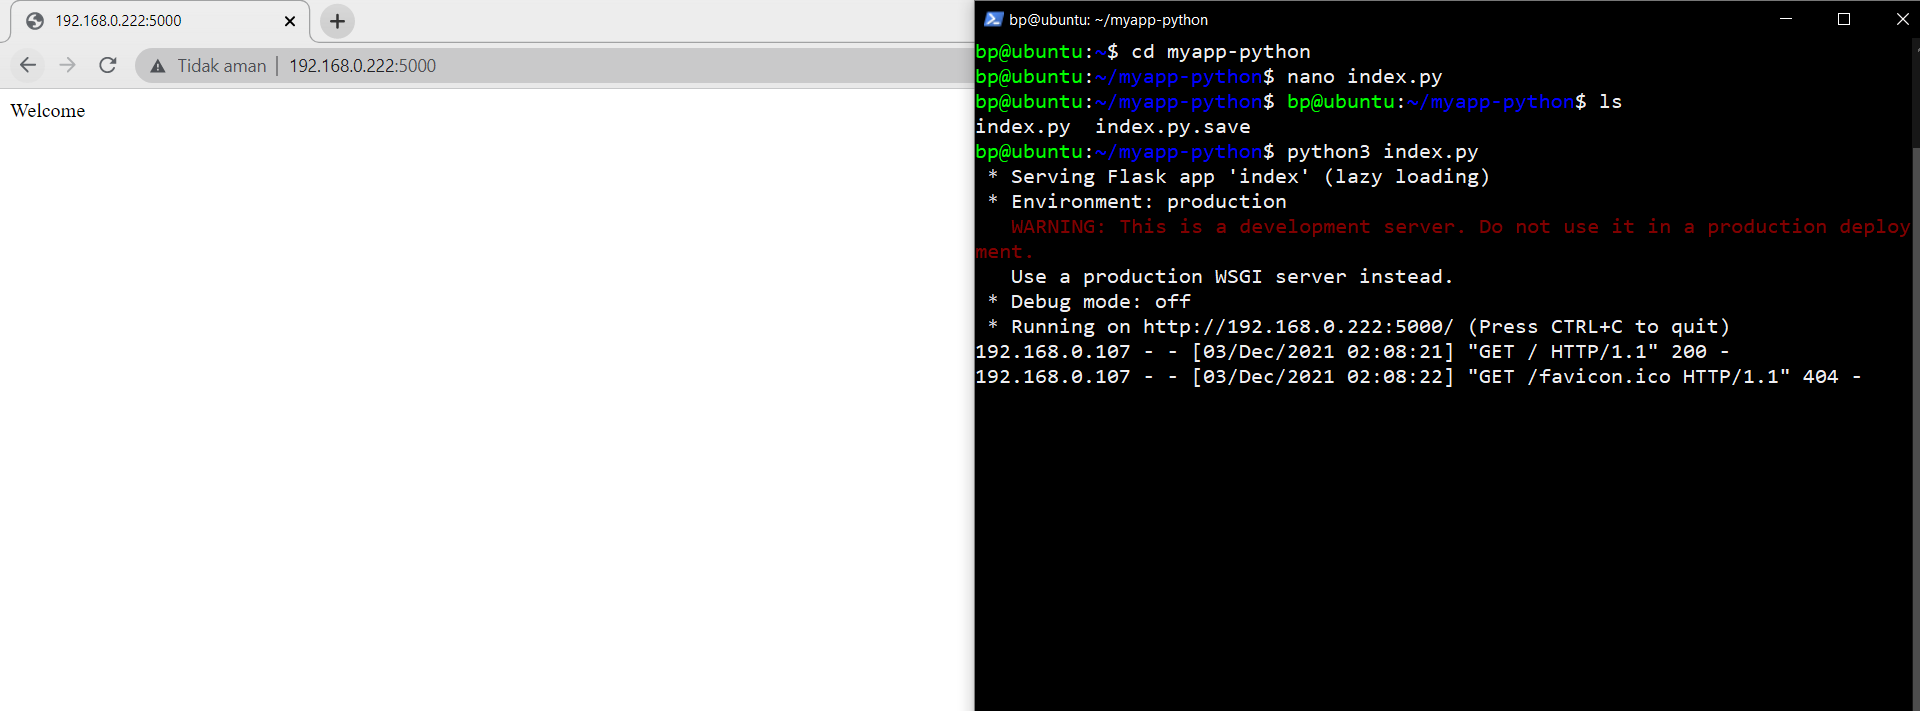 192.168.0.222:5000
Tidak aman | 192.168.0.222:5000
Welcome
bp@ubuntu: ~/myapp-python
bp@ubuntu:~$ cd myapp-python
bp@ubuntu:~/myapp-python$ nano index.py
bp@ubuntu:~/myapp-python$ bp@ubuntu:~/myapp-python$ ls
index.py  index.py.save
bp@ubuntu:~/myapp-python$ python3 index.py
 * Serving Flask app 'index' (lazy loading)
 * Environment: production
   WARNING: This is a development server. Do not use it in a production deploy
ment.
   Use a production WSGI server instead.
 * Debug mode: off
 * Running on http://192.168.0.222:5000/ (Press CTRL+C to quit)
192.168.0.107 - - [03/Dec/2021 02:08:21] "GET / HTTP/1.1" 200 -
192.168.0.107 - - [03/Dec/2021 02:08:22] "GET /favicon.ico HTTP/1.1" 404 -